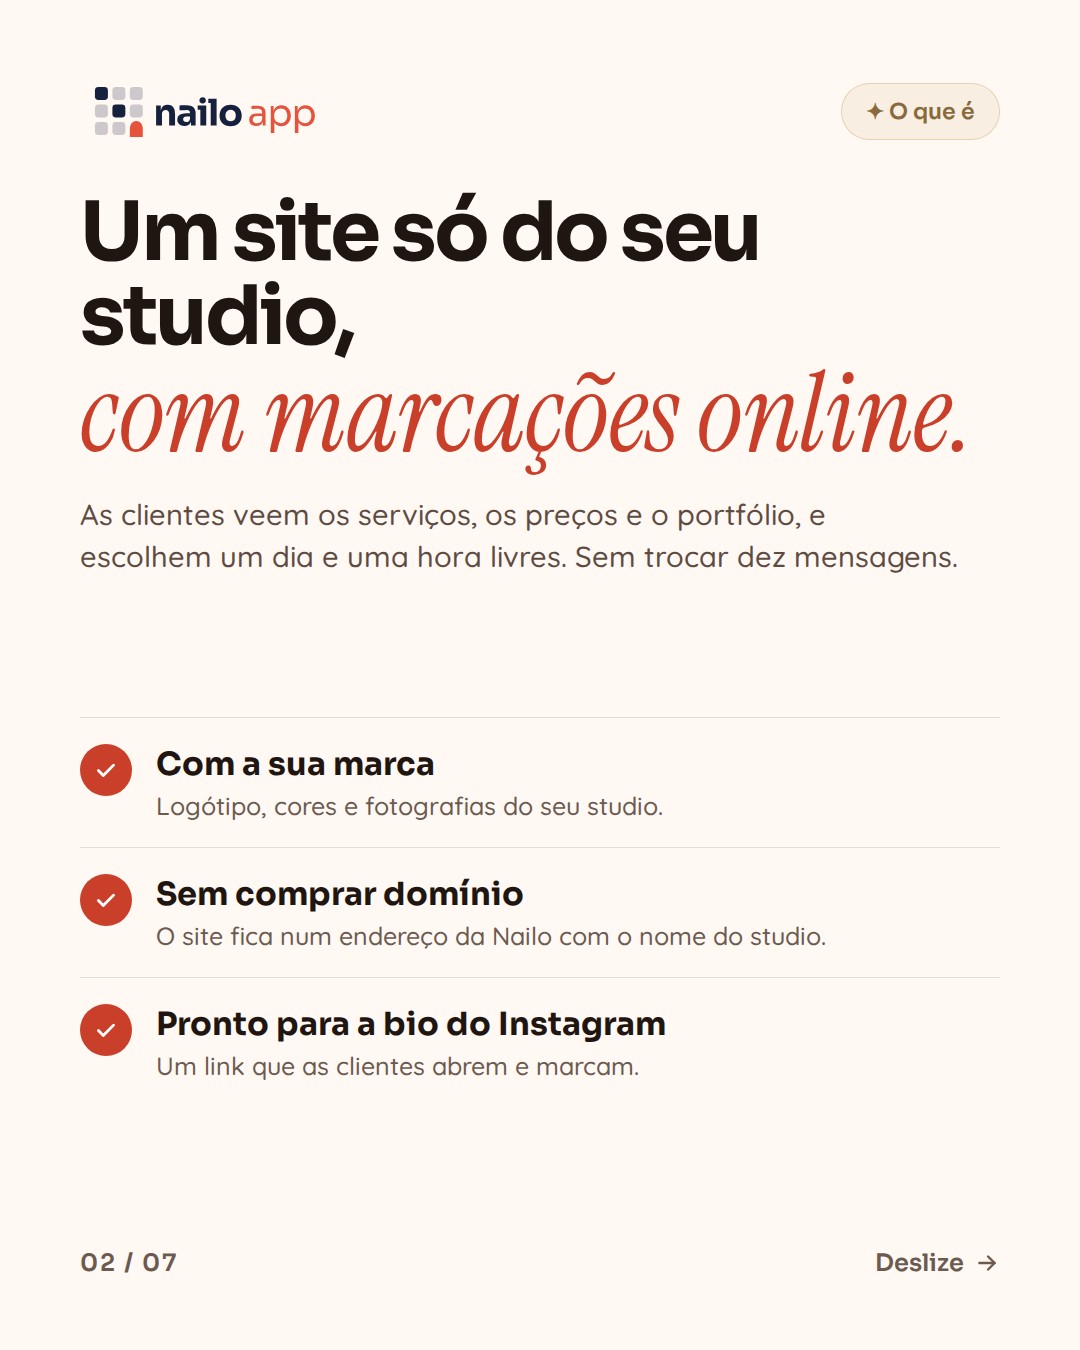 nailo app
✦ O que é
Um site só do seu
studio,
com marcações online.
As clientes veem os serviços, os preços e o portfólio, e
escolhem um dia e uma hora livres. Sem trocar dez mensagens.
Com a sua marca
Logótipo, cores e fotografias do seu studio.
Sem comprar domínio
O site fica num endereço da Nailo com o nome do studio.
Pronto para a bio do Instagram
Um link que as clientes abrem e marcam.
02 / 07
Deslize →